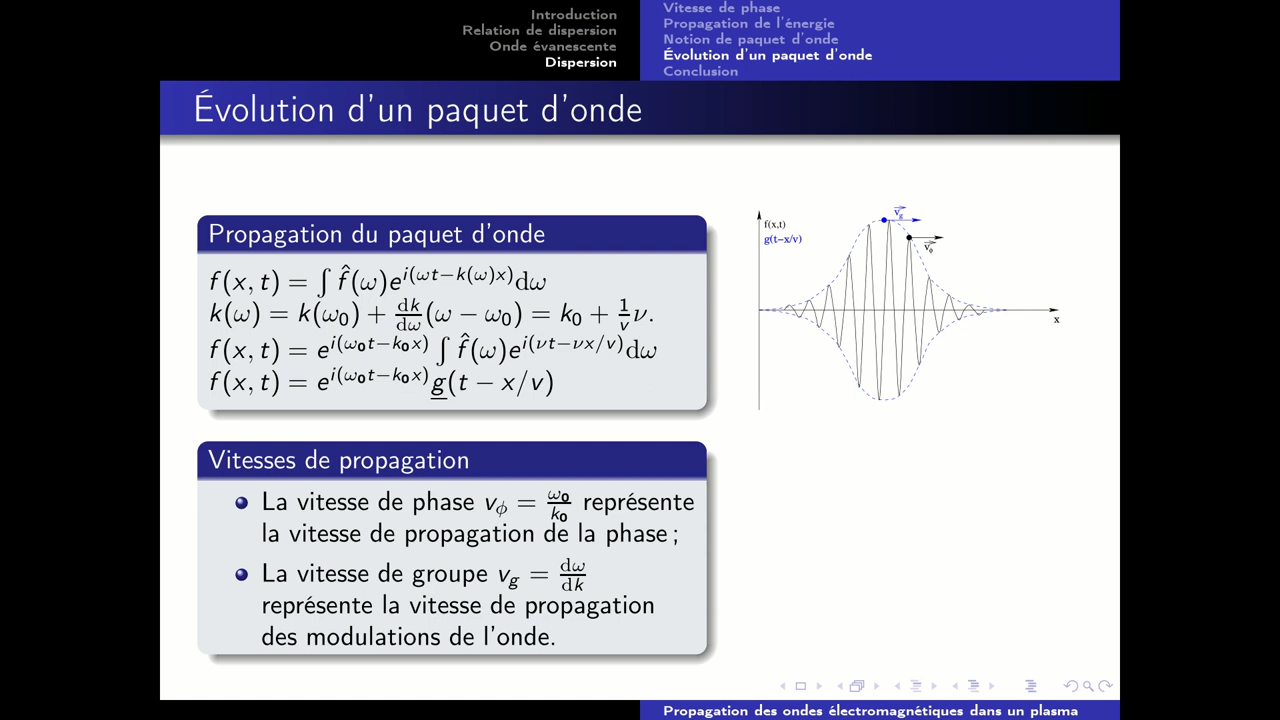 Introduction
Relation de dispersion
Onde évanescente
Dispersion
Vitesse de phase
Propagation de l'énergie
Notion de paquet d'onde
Évolution d'un paquet d'onde
Conclusion
Évolution d'un paquet d'onde
Propagation du paquet d'onde
f(x, t) = ∫ f̂(ω)e^{i(ωt−k(ω)x)}dω
k(ω) = k(ω₀) + dk/dω (ω − ω₀) = k₀ + 1/v ν.
f(x, t) = e^{i(ω₀t−k₀x)} ∫ f̂(ω)e^{i(νt−νx/v)}dω
f(x, t) = e^{i(ω₀t−k₀x)}g̲(t − x/v)
Vitesses de propagation
La vitesse de phase v_ϕ = ω₀/k₀ représente
la vitesse de propagation de la phase ;
La vitesse de groupe v_g = dω/dk
représente la vitesse de propagation
des modulations de l'onde.
f(x,t)
g(t−x/v)
v_g
v_ϕ
x
Propagation des ondes électromagnétiques dans un plasma